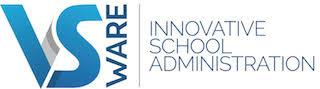 VS
WARE
INNOVATIVE
SCHOOL
ADMINISTRATION